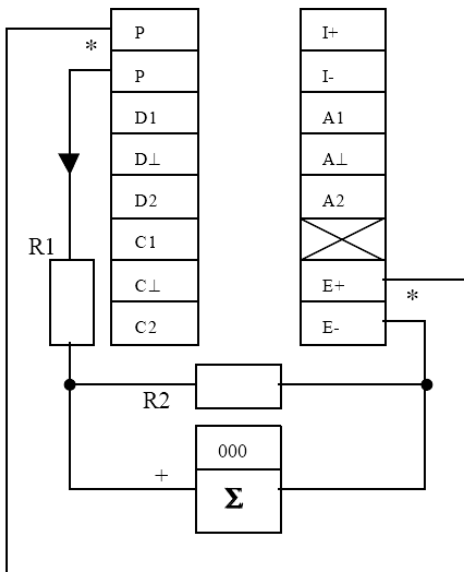 P
*
P
D1
D⊥
D2
C1
C⊥
C2
I+
I-
A1
A⊥
A2
E+
*
E-
R1
R2
000
+
Σ